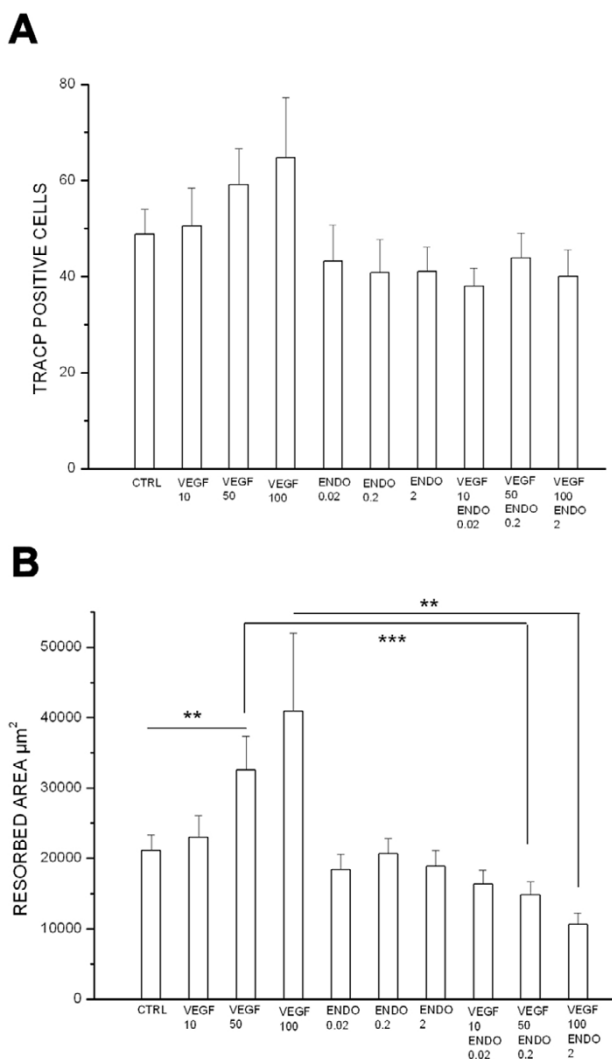 A
80
60
40
20
0
TRACP POSITIVE CELLS
CTRL
VEGF
10
VEGF
50
VEGF
100
ENDO
0.02
ENDO
0.2
ENDO
2
VEGF
10
ENDO
0.02
VEGF
50
ENDO
0.2
VEGF
100
ENDO
2
B
50000
40000
30000
20000
10000
0
RESORBED AREA µm²
**
***
**
CTRL
VEGF
10
VEGF
50
VEGF
100
ENDO
0.02
ENDO
0.2
ENDO
2
VEGF
10
ENDO
0.02
VEGF
50
ENDO
0.2
VEGF
100
ENDO
2